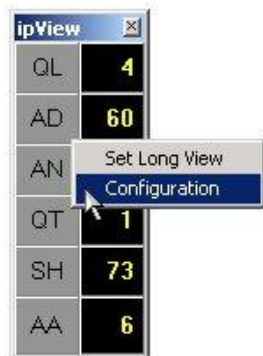 ipView
QL 4
AD 60
AN
Set Long View
Configuration
QT 1
SH 73
AA 6